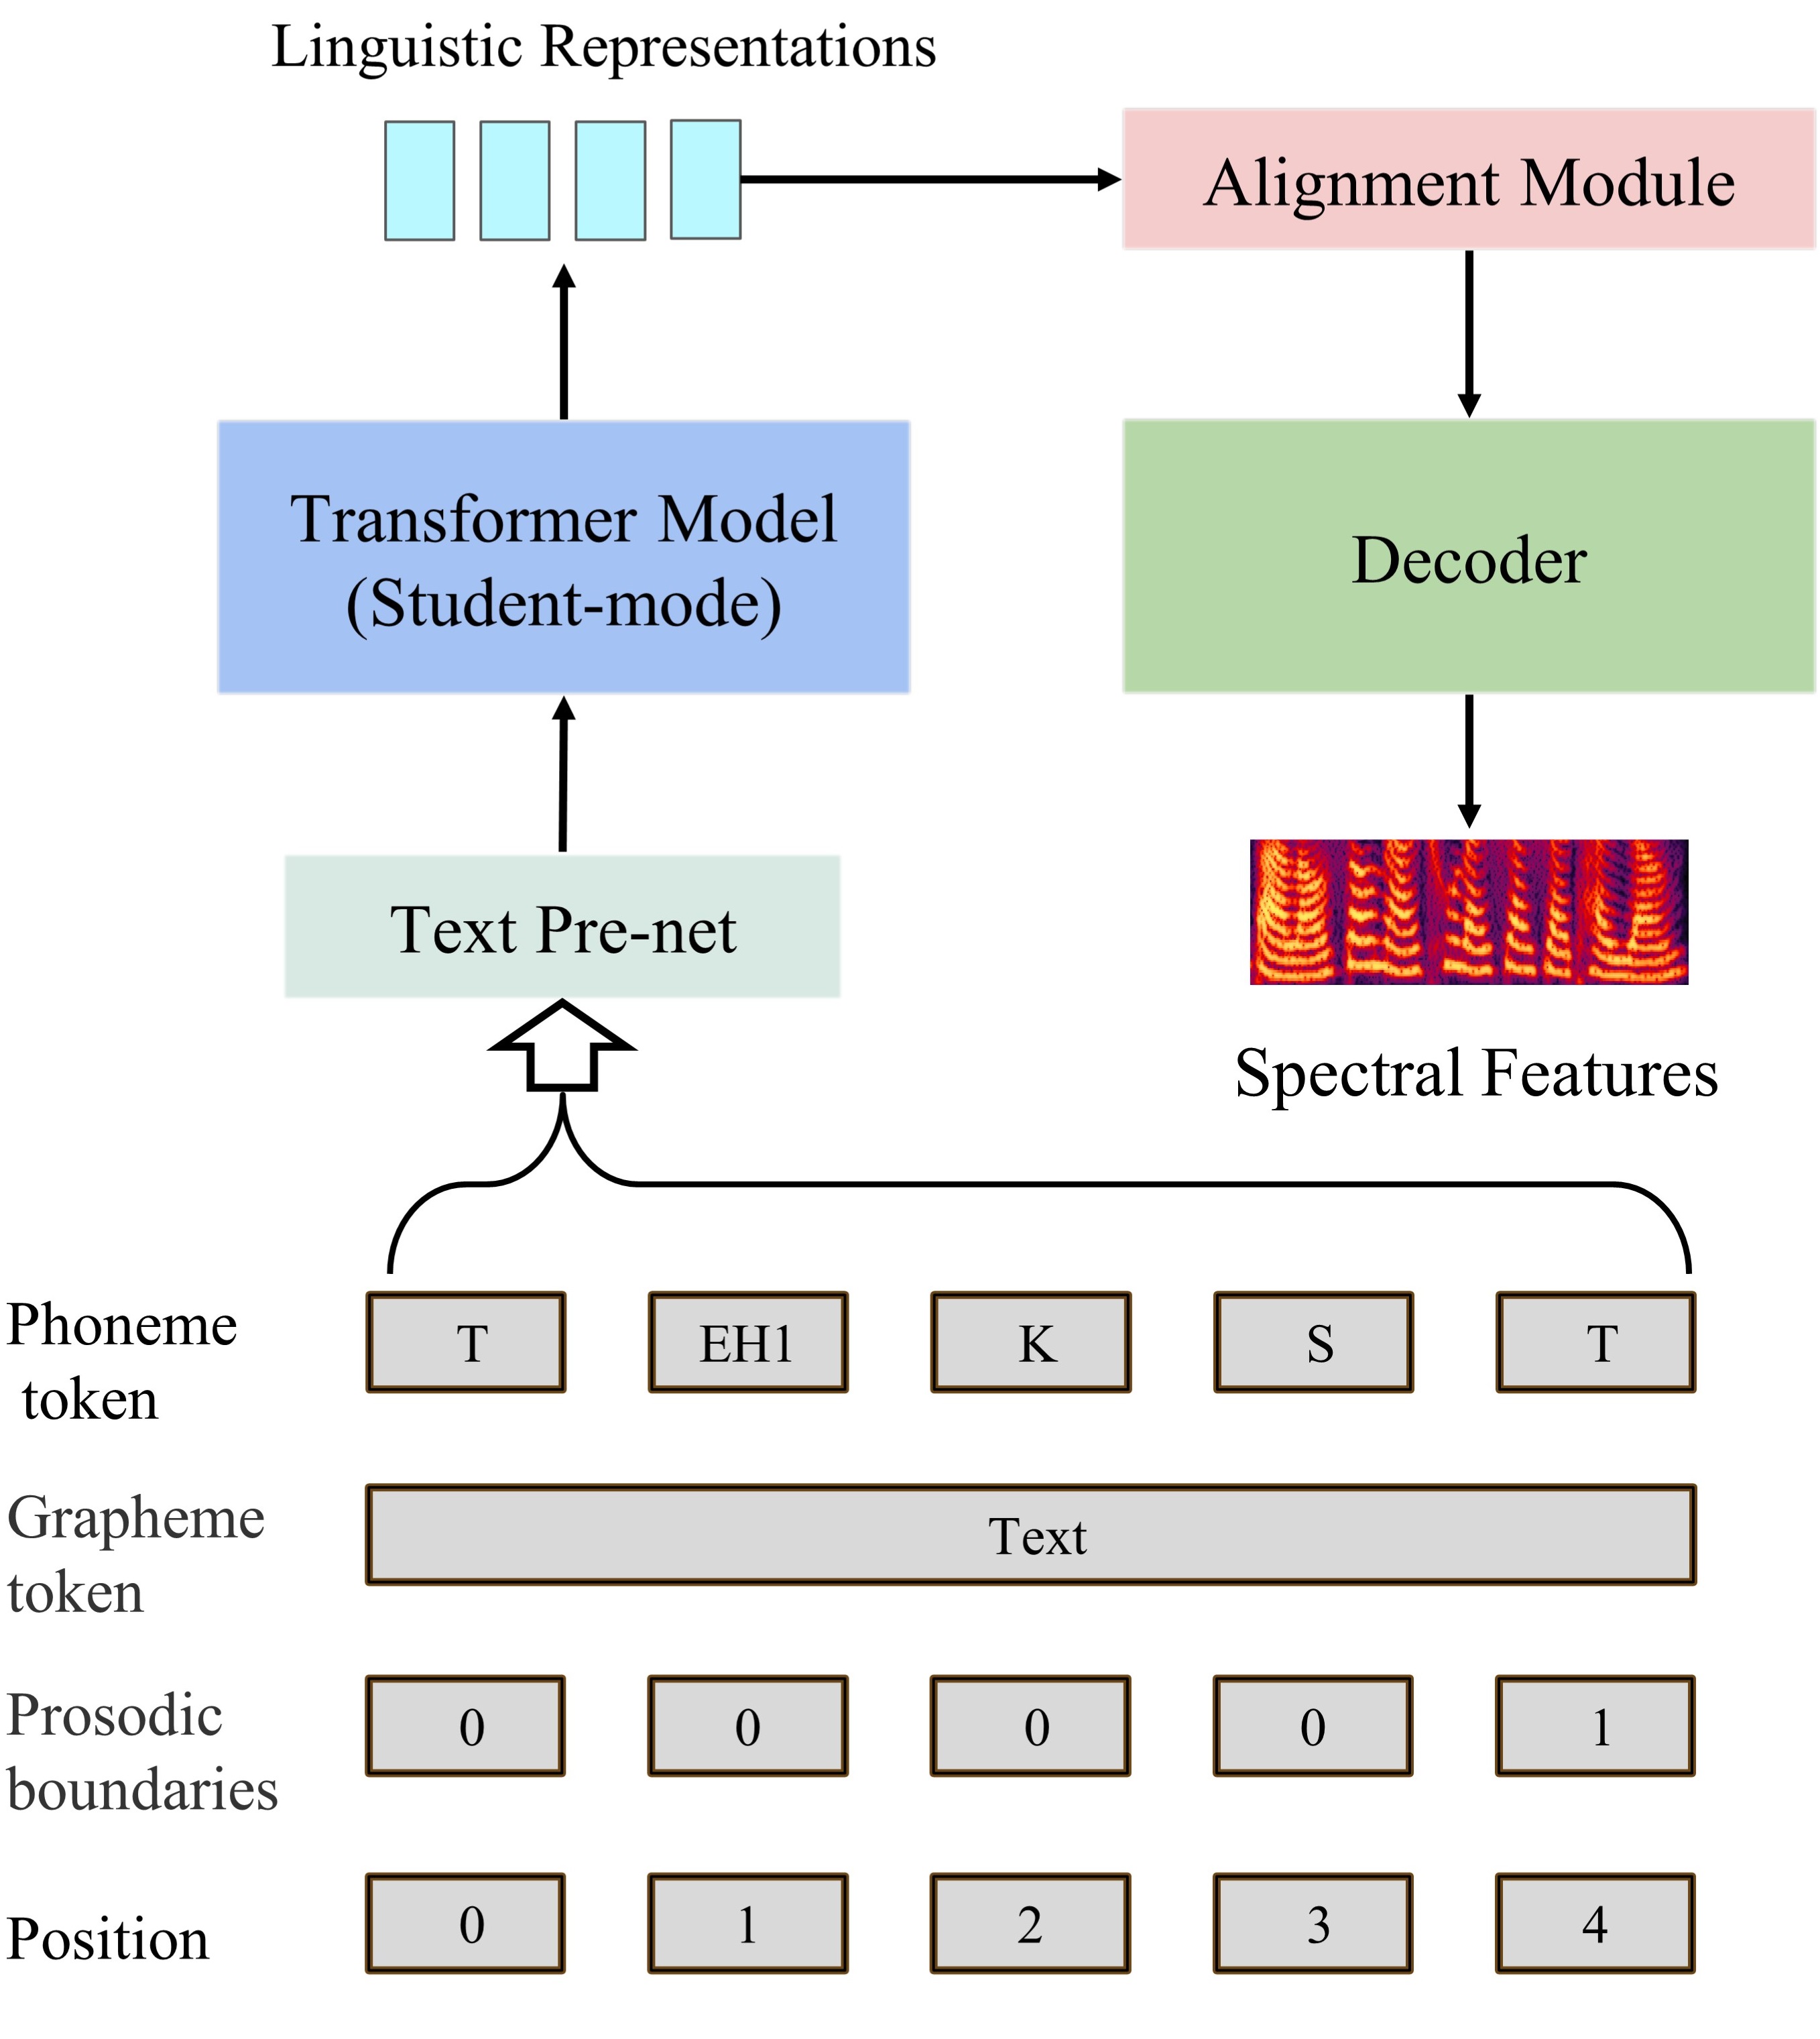 Linguistic Representations
Alignment Module
Transformer Model
(Student-mode)
Decoder
Text Pre-net
Spectral Features
Phoneme
token
T EH1 K S T
Grapheme
token
Text
Prosodic
boundaries
0 0 0 0 1
Position
0 1 2 3 4